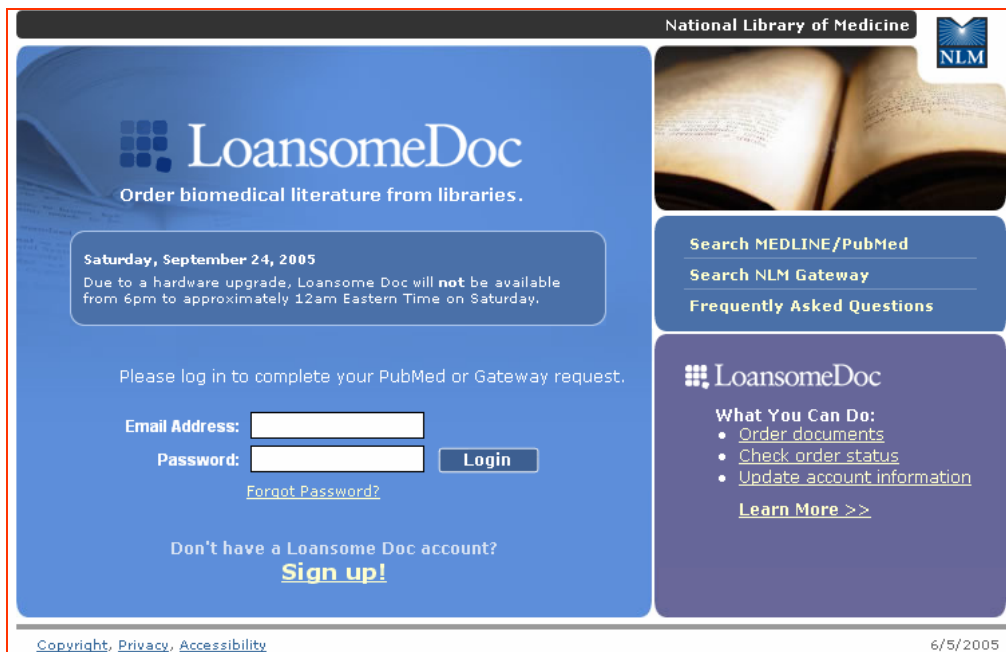 National Library of Medicine
NLM
LoansomeDoc
Order biomedical literature from libraries.
Saturday, September 24, 2005
Due to a hardware upgrade, Loansome Doc will not be available
from 6pm to approximately 12am Eastern Time on Saturday.
Please log in to complete your PubMed or Gateway request.
Email Address:
Password:
Login
Forgot Password?
Don't have a Loansome Doc account?
Sign up!
Search MEDLINE/PubMed
Search NLM Gateway
Frequently Asked Questions
LoansomeDoc
What You Can Do:
• Order documents
• Check order status
• Update account information
Learn More >>
Copyright, Privacy, Accessibility
6/5/2005